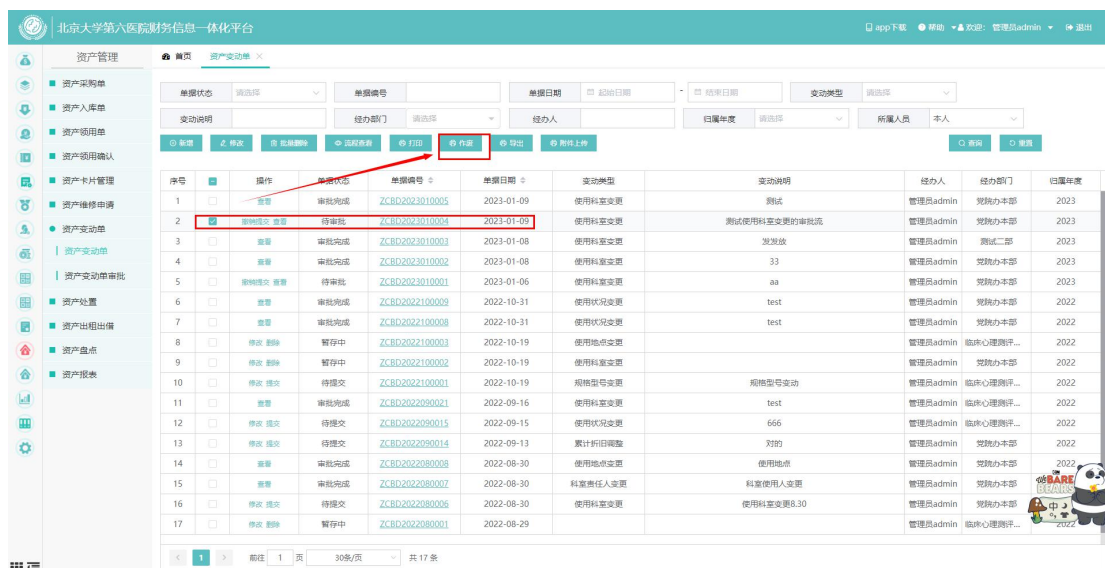 北京大学第六医院财务信息一体化平台 app下载 帮助 欢迎: 管理员admin 退出
资产管理 首页 资产变动单
资产采购单
资产入库单
资产领用单
资产领用确认
资产卡片管理
资产维修申请
资产变动单
资产变动单
资产变动单审批
资产处置
资产出租出借
资产盘点
资产报表
单据状态 请选择 单据编号 单据日期 起始日期 - 结束日期 变动类型 请选择
变动说明 经办部门 请选择 经办人 归属年度 请选择 所属人员 本人
新增 修改 批量删除 流程查看 打印 作废 导出 附件上传 查询 重置
序号 操作 单据状态 单据编号 单据日期 变动类型 变动说明 经办人 经办部门 归属年度
1 查看 审批完成 ZCBD2023010005 2023-01-09 使用科室变更 测试 管理员admin 党院办本部 2023
2 撤销提交 查看 待审批 ZCBD2023010004 2023-01-09 使用科室变更 测试使用科室变更的审批流 管理员admin 党院办本部 2023
3 查看 审批完成 ZCBD2023010003 2023-01-08 使用科室变更 发发放 管理员admin 测试二部 2023
4 查看 审批完成 ZCBD2023010002 2023-01-08 使用科室变更 33 管理员admin 党院办本部 2023
5 撤销提交 查看 待审批 ZCBD2023010001 2023-01-06 使用科室变更 aa 管理员admin 党院办本部 2023
6 查看 审批完成 ZCBD2022100009 2022-10-31 使用状况变更 test 管理员admin 党院办本部 2022
7 查看 审批完成 ZCBD2022100008 2022-10-31 使用状况变更 test 管理员admin 党院办本部 2022
8 修改 删除 暂存中 ZCBD2022100003 2022-10-19 使用地点变更 管理员admin 临床心理测评... 2022
9 修改 删除 暂存中 ZCBD2022100002 2022-10-19 使用科室变更 管理员admin 党院办本部 2022
10 修改 提交 待提交 ZCBD2022100001 2022-10-19 规格型号变更 规格型号变动 管理员admin 临床心理测评... 2022
11 查看 审批完成 ZCBD2022090021 2022-09-16 使用科室变更 test 管理员admin 临床心理测评... 2022
12 修改 提交 待提交 ZCBD2022090015 2022-09-15 使用状况变更 666 管理员admin 临床心理测评... 2022
13 修改 提交 待提交 ZCBD2022090014 2022-09-13 累计折旧调整 对的 管理员admin 党院办本部 2022
14 查看 审批完成 ZCBD2022080008 2022-08-30 使用地点变更 使用地点 管理员admin 党院办本部 2022
15 查看 审批完成 ZCBD2022080007 2022-08-30 科室责任人变更 科室使用人变更 管理员admin 党院办本部
16 修改 提交 待提交 ZCBD2022080006 2022-08-30 使用科室变更 使用科室变更8.30 管理员admin 党院办本部
17 修改 删除 暂存中 ZCBD2022080001 2022-08-29 管理员admin 临床心理测评... 2022
BARE
BEARS
中
< 1 > 前往 1 页 30条/页 共 17 条